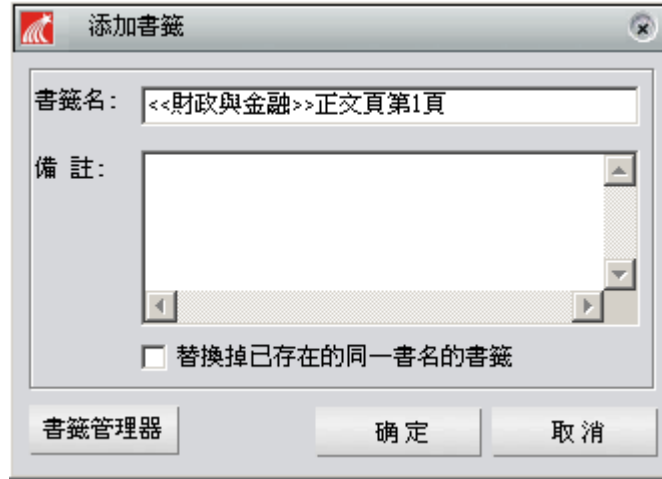 添加書籤
書籤名: <<財政與金融>>正文頁第1頁
備 註:
替換掉已存在的同一書名的書籤
書籤管理器 确 定 取 消